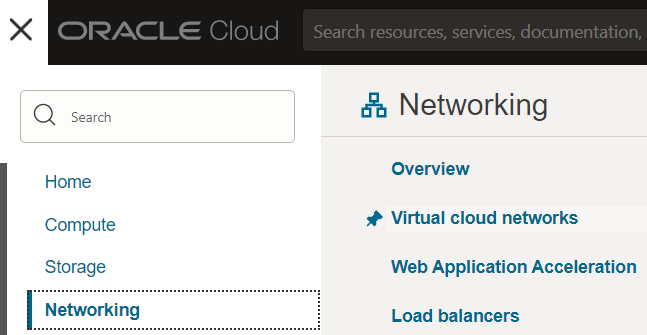 ORACLE Cloud
Search resources, services, documentation,
Search
Home
Compute
Storage
Networking
Networking
Overview
Virtual cloud networks
Web Application Acceleration
Load balancers